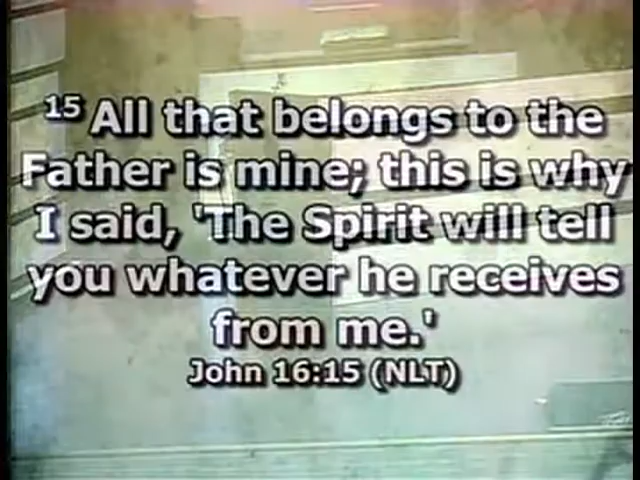 15 All that belongs to the
Father is mine; this is why
I said, 'The Spirit will tell
you whatever he receives
from me.'
John 16:15 (NLT)